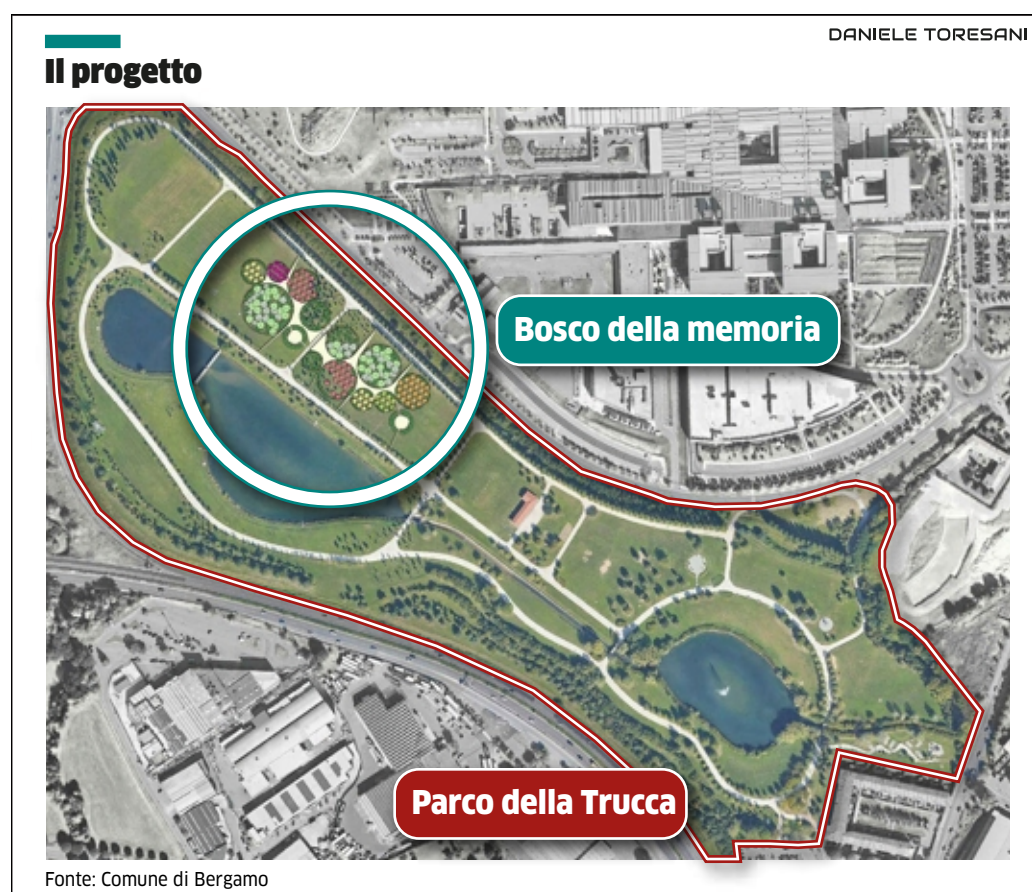 DANIELE TORESANI
Il progetto
Bosco della memoria
Parco della Trucca
Fonte: Comune di Bergamo